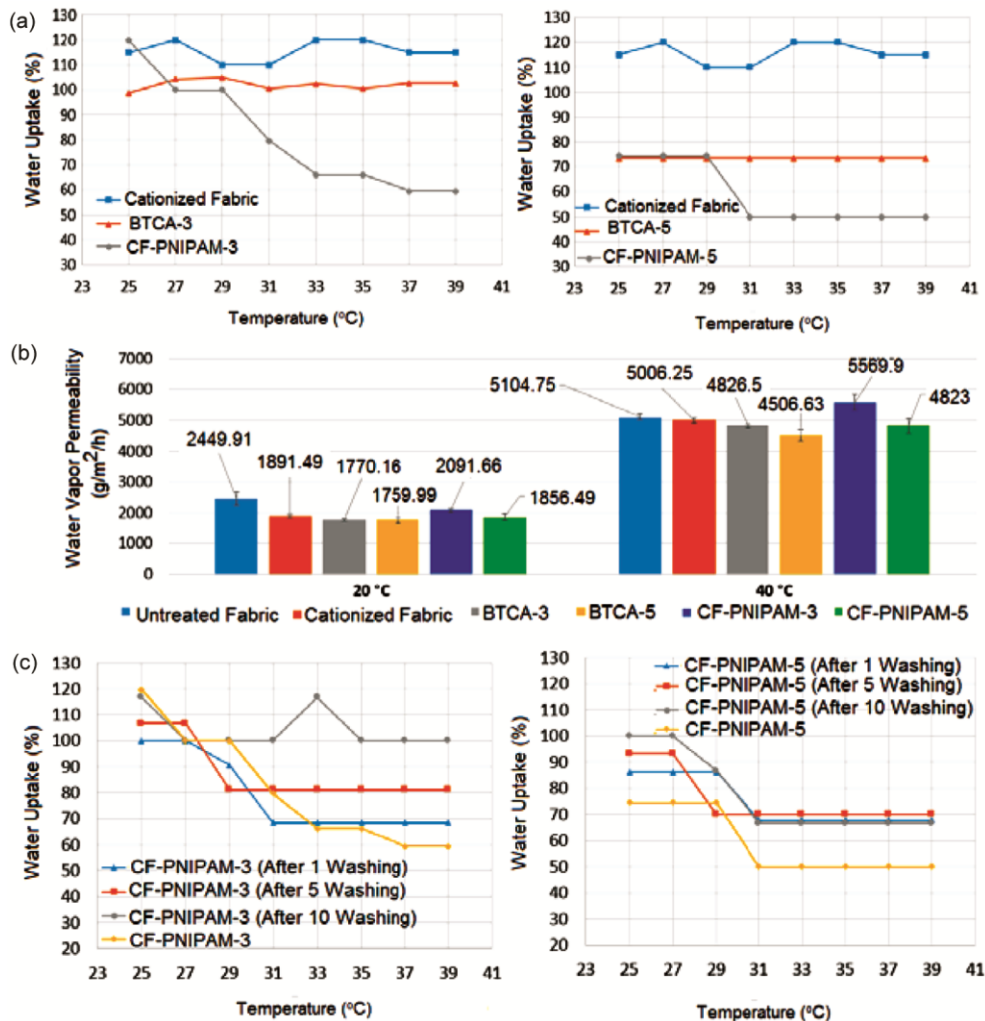 (a)
130
120
110
100
90
80
70
60
50
40
30
Water Uptake (%)
Cationized Fabric
BTCA-3
CF-PNIPAM-3
23 25 27 29 31 33 35 37 39 41
Temperature (°C)
130
120
110
100
90
80
70
60
50
40
30
Water Uptake (%)
Cationized Fabric
BTCA-5
CF-PNIPAM-5
23 25 27 29 31 33 35 37 39 41
Temperature (°C)
(b)
Water Vapor Permeability
(g/m²/h)
7000
6000
5000
4000
3000
2000
1000
0
2449.91
1891.49
1770.16
1759.99
2091.66
1856.49
5104.75
5006.25
4826.5
4506.63
5569.9
4823
20 °C
40 °C
Untreated Fabric Cationized Fabric BTCA-3 BTCA-5 CF-PNIPAM-3 CF-PNIPAM-5
(c)
130
120
110
100
90
80
70
60
50
40
30
20
Water Uptake (%)
CF-PNIPAM-3 (After 1 Washing)
CF-PNIPAM-3 (After 5 Washing)
CF-PNIPAM-3 (After 10 Washing)
CF-PNIPAM-3
23 25 27 29 31 33 35 37 39 41
Temperature (°C)
130
120
110
100
90
80
70
60
50
40
30
20
Water Uptake (%)
CF-PNIPAM-5 (After 1 Washing)
CF-PNIPAM-5 (After 5 Washing)
CF-PNIPAM-5 (After 10 Washing)
CF-PNIPAM-5
23 25 27 29 31 33 35 37 39 41
Temperature (°C)